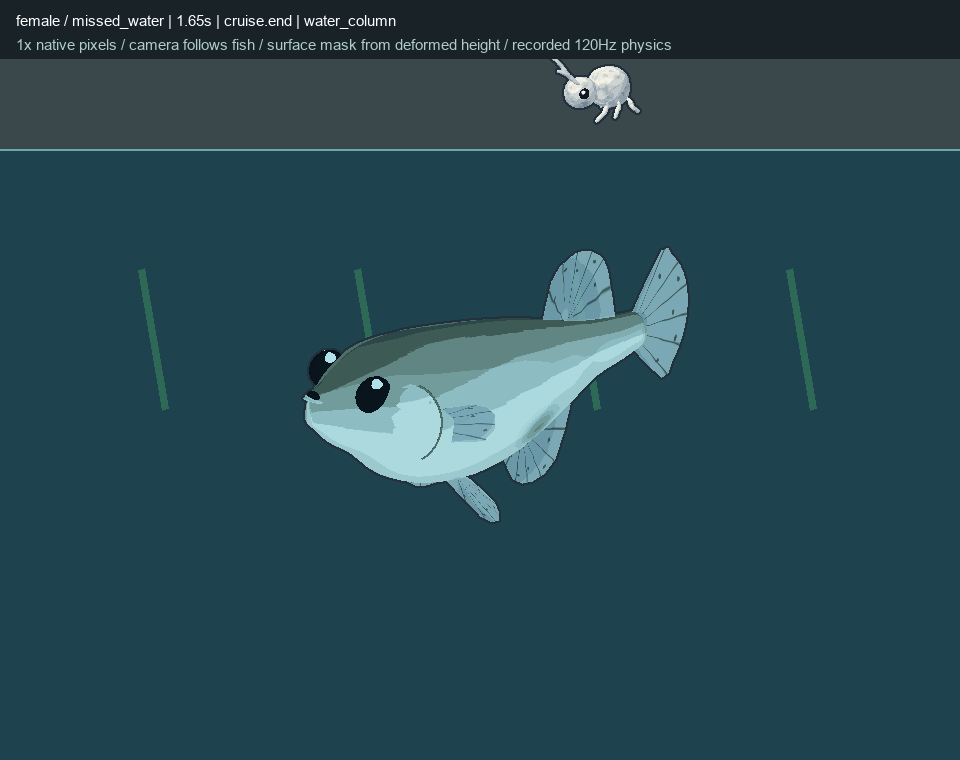 female / missed_water | 1.65s | cruise.end | water_column
1x native pixels / camera follows fish / surface mask from deformed height / recorded 120Hz physics